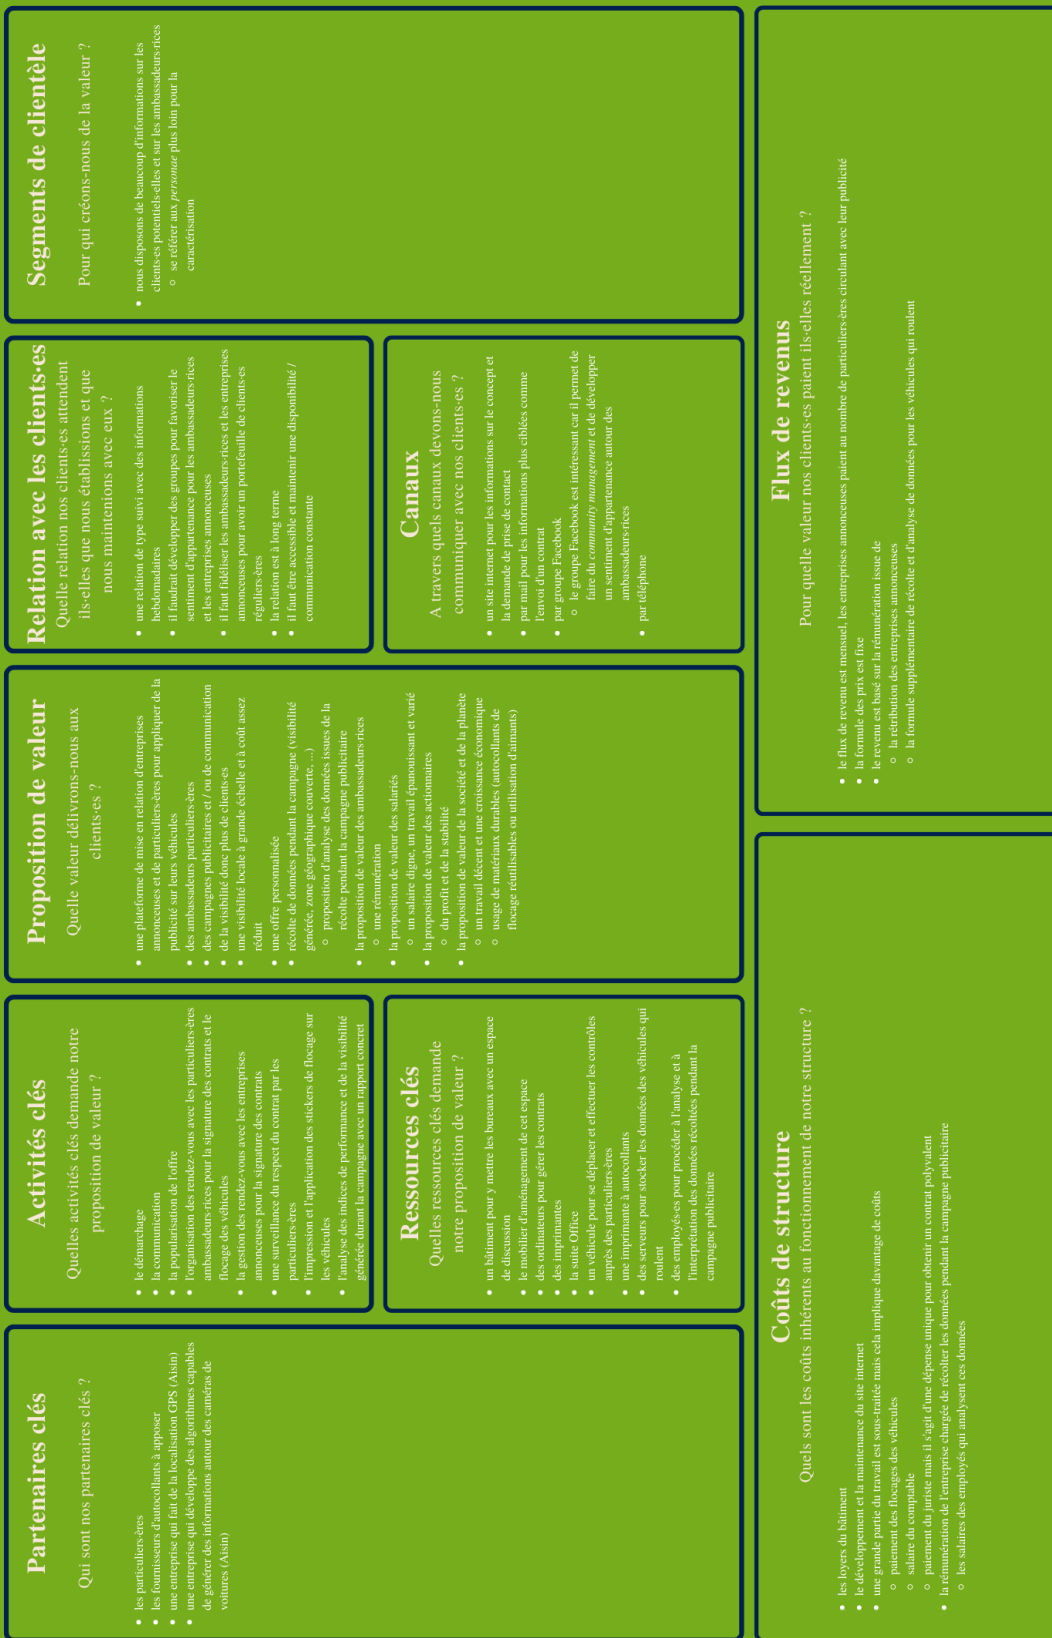 Partenaires clés
Qui sont nos partenaires clés ?
les particuliers·ères
les fournisseurs d'autocollants à apposer
une entreprise qui fait de la localisation GPS (Aisin)
une entreprise qui développe des algorithmes capables
de générer des informations autour des caméras de
voitures (Aisin)
Activités clés
Quelles activités clés demande notre
proposition de valeur ?
le démarchage
la communication
la popularisation de l'offre
l'organisation des rendez-vous avec les particuliers·ères
ambassadeurs·rices pour la signature des contrats et le
flocage des véhicules
la gestion des rendez-vous avec les entreprises
annonceuses pour la signature des contrats
une surveillance du respect du contrat par les
particuliers·ères
l'impression et l'application des stickers de flocage sur
les véhicules
l'analyse des indices de performance et de la visibilité
générée durant la campagne avec un rapport concret
Ressources clés
Quelles ressources clés demande
notre proposition de valeur ?
un bâtiment pour y mettre les bureaux avec un espace
de discussion
le mobilier d'aménagement de cet espace
des ordinateurs pour gérer les contrats
des imprimantes
la suite Office
un véhicule pour se déplacer et effectuer les contrôles
auprès des particuliers·ères
une imprimante à autocollants
des serveurs pour stocker les données des véhicules qui
roulent
des employés·es pour procéder à l'analyse et à
l'interprétation des données récoltées pendant la
campagne publicitaire
Proposition de valeur
Quelle valeur délivrons-nous aux
clients·es ?
une plateforme de mise en relation d'entreprises
annonceuses et de particuliers·ères pour appliquer de la
publicité sur leurs véhicules
des ambassadeurs particuliers·ères
des campagnes publicitaires et / ou de communication
de la visibilité donc plus de clients·es
une visibilité locale à grande échelle et à coût assez
réduit
une offre personnalisée
récolte de données pendant la campagne (visibilité
générée, zone géographique couverte, ...)
proposition d'analyse des données issues de la
récolte pendant la campagne publicitaire
la proposition de valeur des ambassadeurs·rices
une rémunération
la proposition de valeur des salariés
un salaire digne, un travail épanouissant et varié
la proposition de valeur des actionnaires
du profit et de la stabilité
la proposition de valeur de la société et de la planète
un travail décent et une croissance économique
usage de matériaux durables (autocollants de
flocage réutilisables ou utilisation d'aimants)
Relation avec les clients·es
Quelle relation nos clients·es attendent
ils·elles que nous établissions et que
nous maintenions avec eux ?
une relation de type suivi avec des informations
hebdomadaires
il faudrait développer des groupes pour favoriser le
sentiment d'appartenance pour les ambassadeurs·rices
et les entreprises annonceuses
il faut fidéliser les ambassadeurs·rices et les entreprises
annonceuses pour avoir un portefeuille de clients·es
réguliers·ères
la relation est à long terme
il faut être accessible et maintenir une disponibilité /
communication constante
Canaux
A travers quels canaux devons-nous
communiquer avec nos clients·es ?
un site internet pour les informations sur le concept et
la demande de prise de contact
par mail pour les informations plus ciblées comme
l'envoi d'un contrat
par groupe Facebook
le groupe Facebook est intéressant car il permet de
faire du community management et de développer
un sentiment d'appartenance autour des
ambassadeurs·rices
par téléphone
Segments de clientèle
Pour qui créons-nous de la valeur ?
nous disposons de beaucoup d'informations sur les
clients·es potentiels·elles et sur les ambassadeurs·rices
se référer aux personae plus loin pour la
caractérisation
Coûts de structure
Quels sont les coûts inhérents au fonctionnement de notre structure ?
les loyers du bâtiment
le développement et la maintenance du site internet
une grande partie du travail est sous-traitée mais cela implique davantage de coûts
paiement des flocages des véhicules
salaire du comptable
paiement du juriste mais il s'agit d'une dépense unique pour obtenir un contrat polyvalent
la rémunération de l'entreprise chargée de récolter les données pendant la campagne publicitaire
les salaires des employés qui analysent ces données
Flux de revenus
Pour quelle valeur nos clients·es paient ils·elles réellement ?
le flux de revenu est mensuel, les entreprises annonceuses paient au nombre de particuliers·ères circulant avec leur publicité
la formule des prix est fixe
le revenu est basé sur la rémunération issue de
la rétribution des entreprises annonceuses
la formule supplémentaire de récolte et d'analyse de données pour les véhicules qui roulent